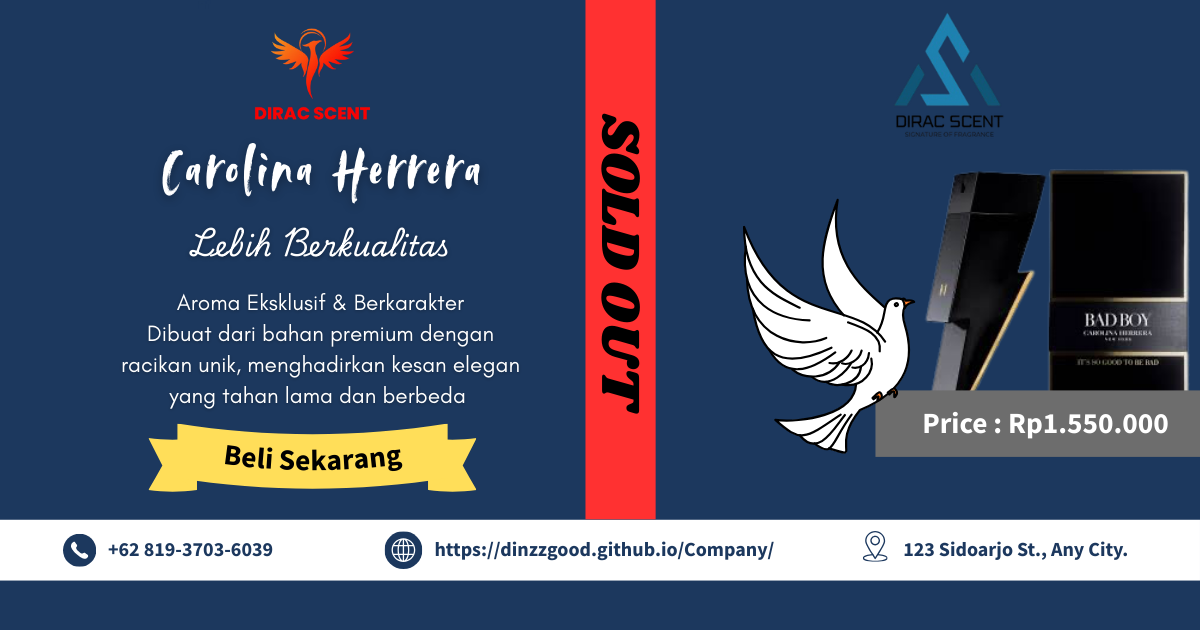 DIRAC SCENT
Carolina Herrera
Lebih Berkualitas
Aroma Eksklusif & Berkarakter
Dibuat dari bahan premium dengan
racikan unik, menghadirkan kesan elegan
yang tahan lama dan berbeda
Beli Sekarang
SOLD OUT
DIRAC SCENT
SIGNATURE OF FRAGRANCE
BAD BOY
CAROLINA HERRERA
NEW YORK
IT'S SO GOOD TO BE BAD
Price : Rp1.550.000
+62 819-3703-6039
https://dinzzgood.github.io/Company/
123 Sidoarjo St., Any City.